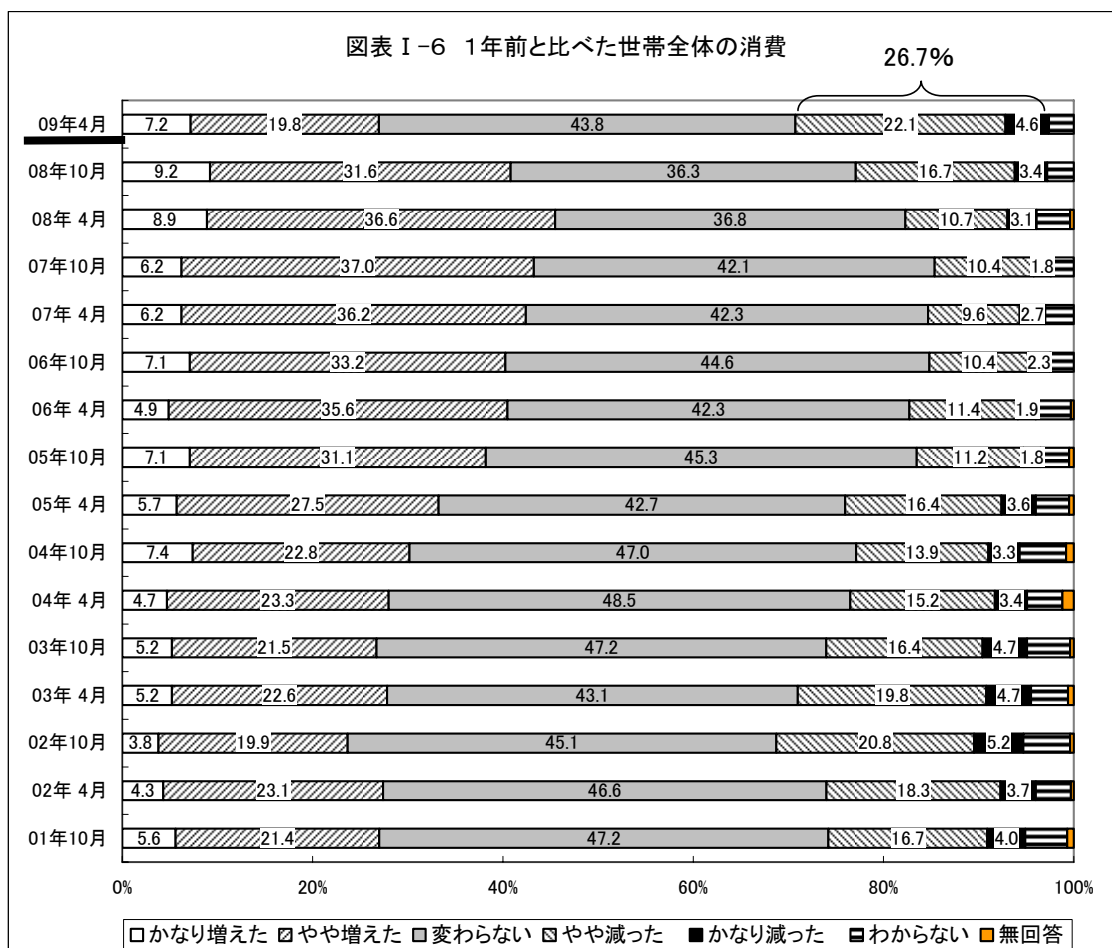 図表Ⅰ-6 1年前と比べた世帯全体の消費
26.7%
09年4月 7.2 19.8 43.8 22.1 4.6
08年10月 9.2 31.6 36.3 16.7 3.4
08年 4月 8.9 36.6 36.8 10.7 3.1
07年10月 6.2 37.0 42.1 10.4 1.8
07年 4月 6.2 36.2 42.3 9.6 2.7
06年10月 7.1 33.2 44.6 10.4 2.3
06年 4月 4.9 35.6 42.3 11.4 1.9
05年10月 7.1 31.1 45.3 11.2 1.8
05年 4月 5.7 27.5 42.7 16.4 3.6
04年10月 7.4 22.8 47.0 13.9 3.3
04年 4月 4.7 23.3 48.5 15.2 3.4
03年10月 5.2 21.5 47.2 16.4 4.7
03年 4月 5.2 22.6 43.1 19.8 4.7
02年10月 3.8 19.9 45.1 20.8 5.2
02年 4月 4.3 23.1 46.6 18.3 3.7
01年10月 5.6 21.4 47.2 16.7 4.0
0% 20% 40% 60% 80% 100%
かなり増えた やや増えた 変わらない やや減った かなり減った わからない 無回答